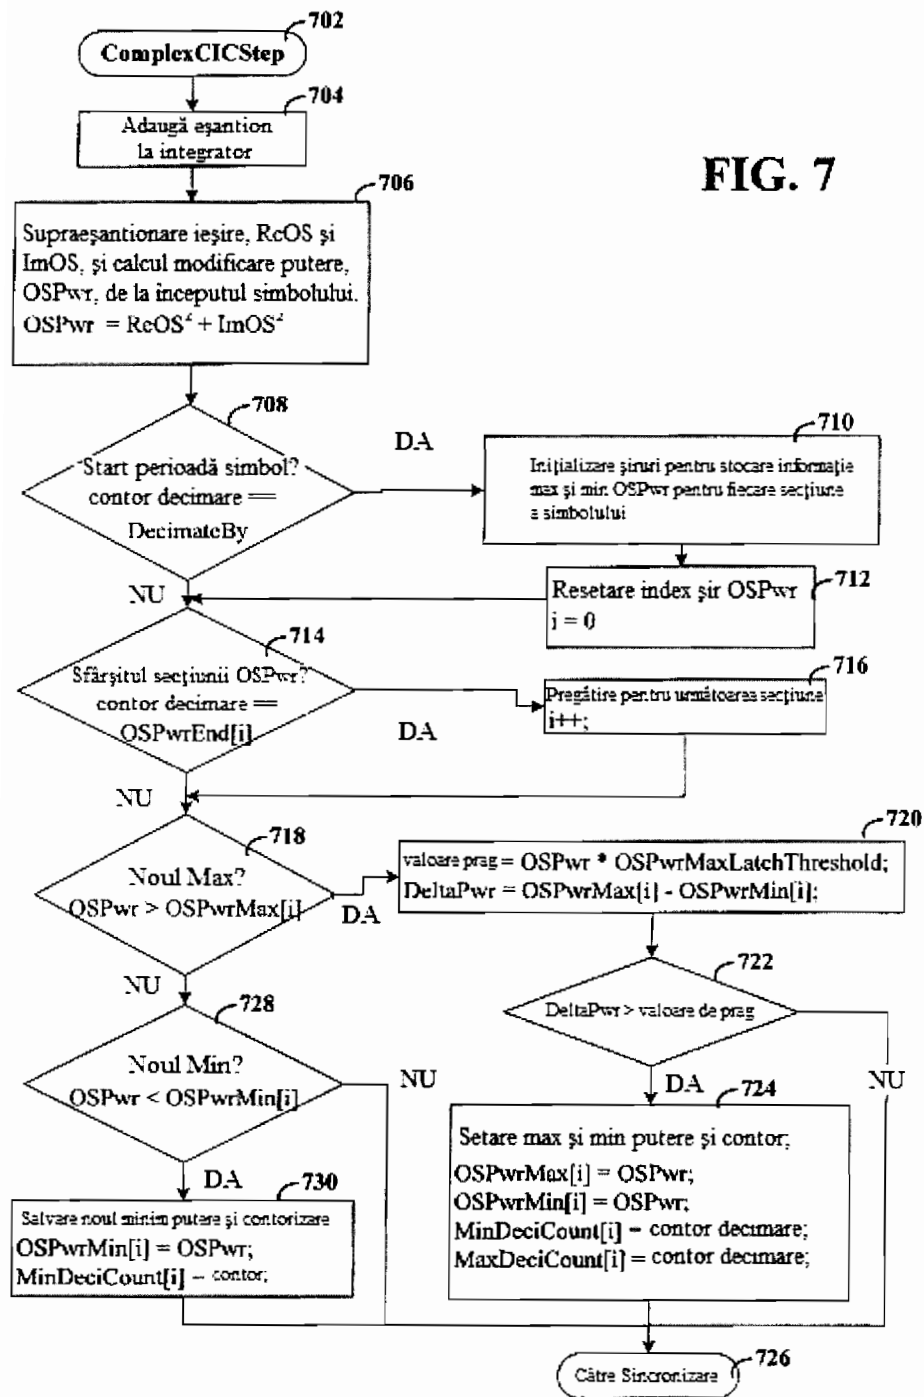 702
ComplexCICStep
704
Adaugă eşantion
la integrator
FIG. 7
706
Supraeşantionare ieşire, ReOS şi
ImOS, şi calcul modificare putere,
OSPwr, de la începutul simbolului.
OSPwr = ReOS² + ImOS²
708
Start perioadă simbol?
contor decimare ==
DecimateBy
DA
710
Iniţializare şiruri pentru stocare informaţie
max şi min OSPwr pentru fiecare secţiune
a simbolului
NU
712
Resetare index şir OSPwr
i = 0
714
Sfârşitul secţiunii OSPwr?
contor decimare ==
OSPwrEnd[i]
DA
716
Pregătire pentru următoarea secţiune
i++;
NU
718
Noul Max?
OSPwr > OSPwrMax[i]
DA
720
valoare prag = OSPwr * OSPwrMaxLatchThreshold;
DeltaPwr = OSPwrMax[i] - OSPwrMin[i];
NU
722
DeltaPwr > valoare de prag
728
Noul Min?
OSPwr < OSPwrMin[i]
NU
DA
NU
724
Setare max şi min putere şi contor;
OSPwrMax[i] = OSPwr;
OSPwrMin[i] = OSPwr;
MinDeciCount[i] = contor decimare;
MaxDeciCount[i] = contor decimare;
DA
730
Salvare noul minim putere şi contorizare
OSPwrMin[i] = OSPwr;
MinDeciCount[i] = contor;
726
Către Sincronizare